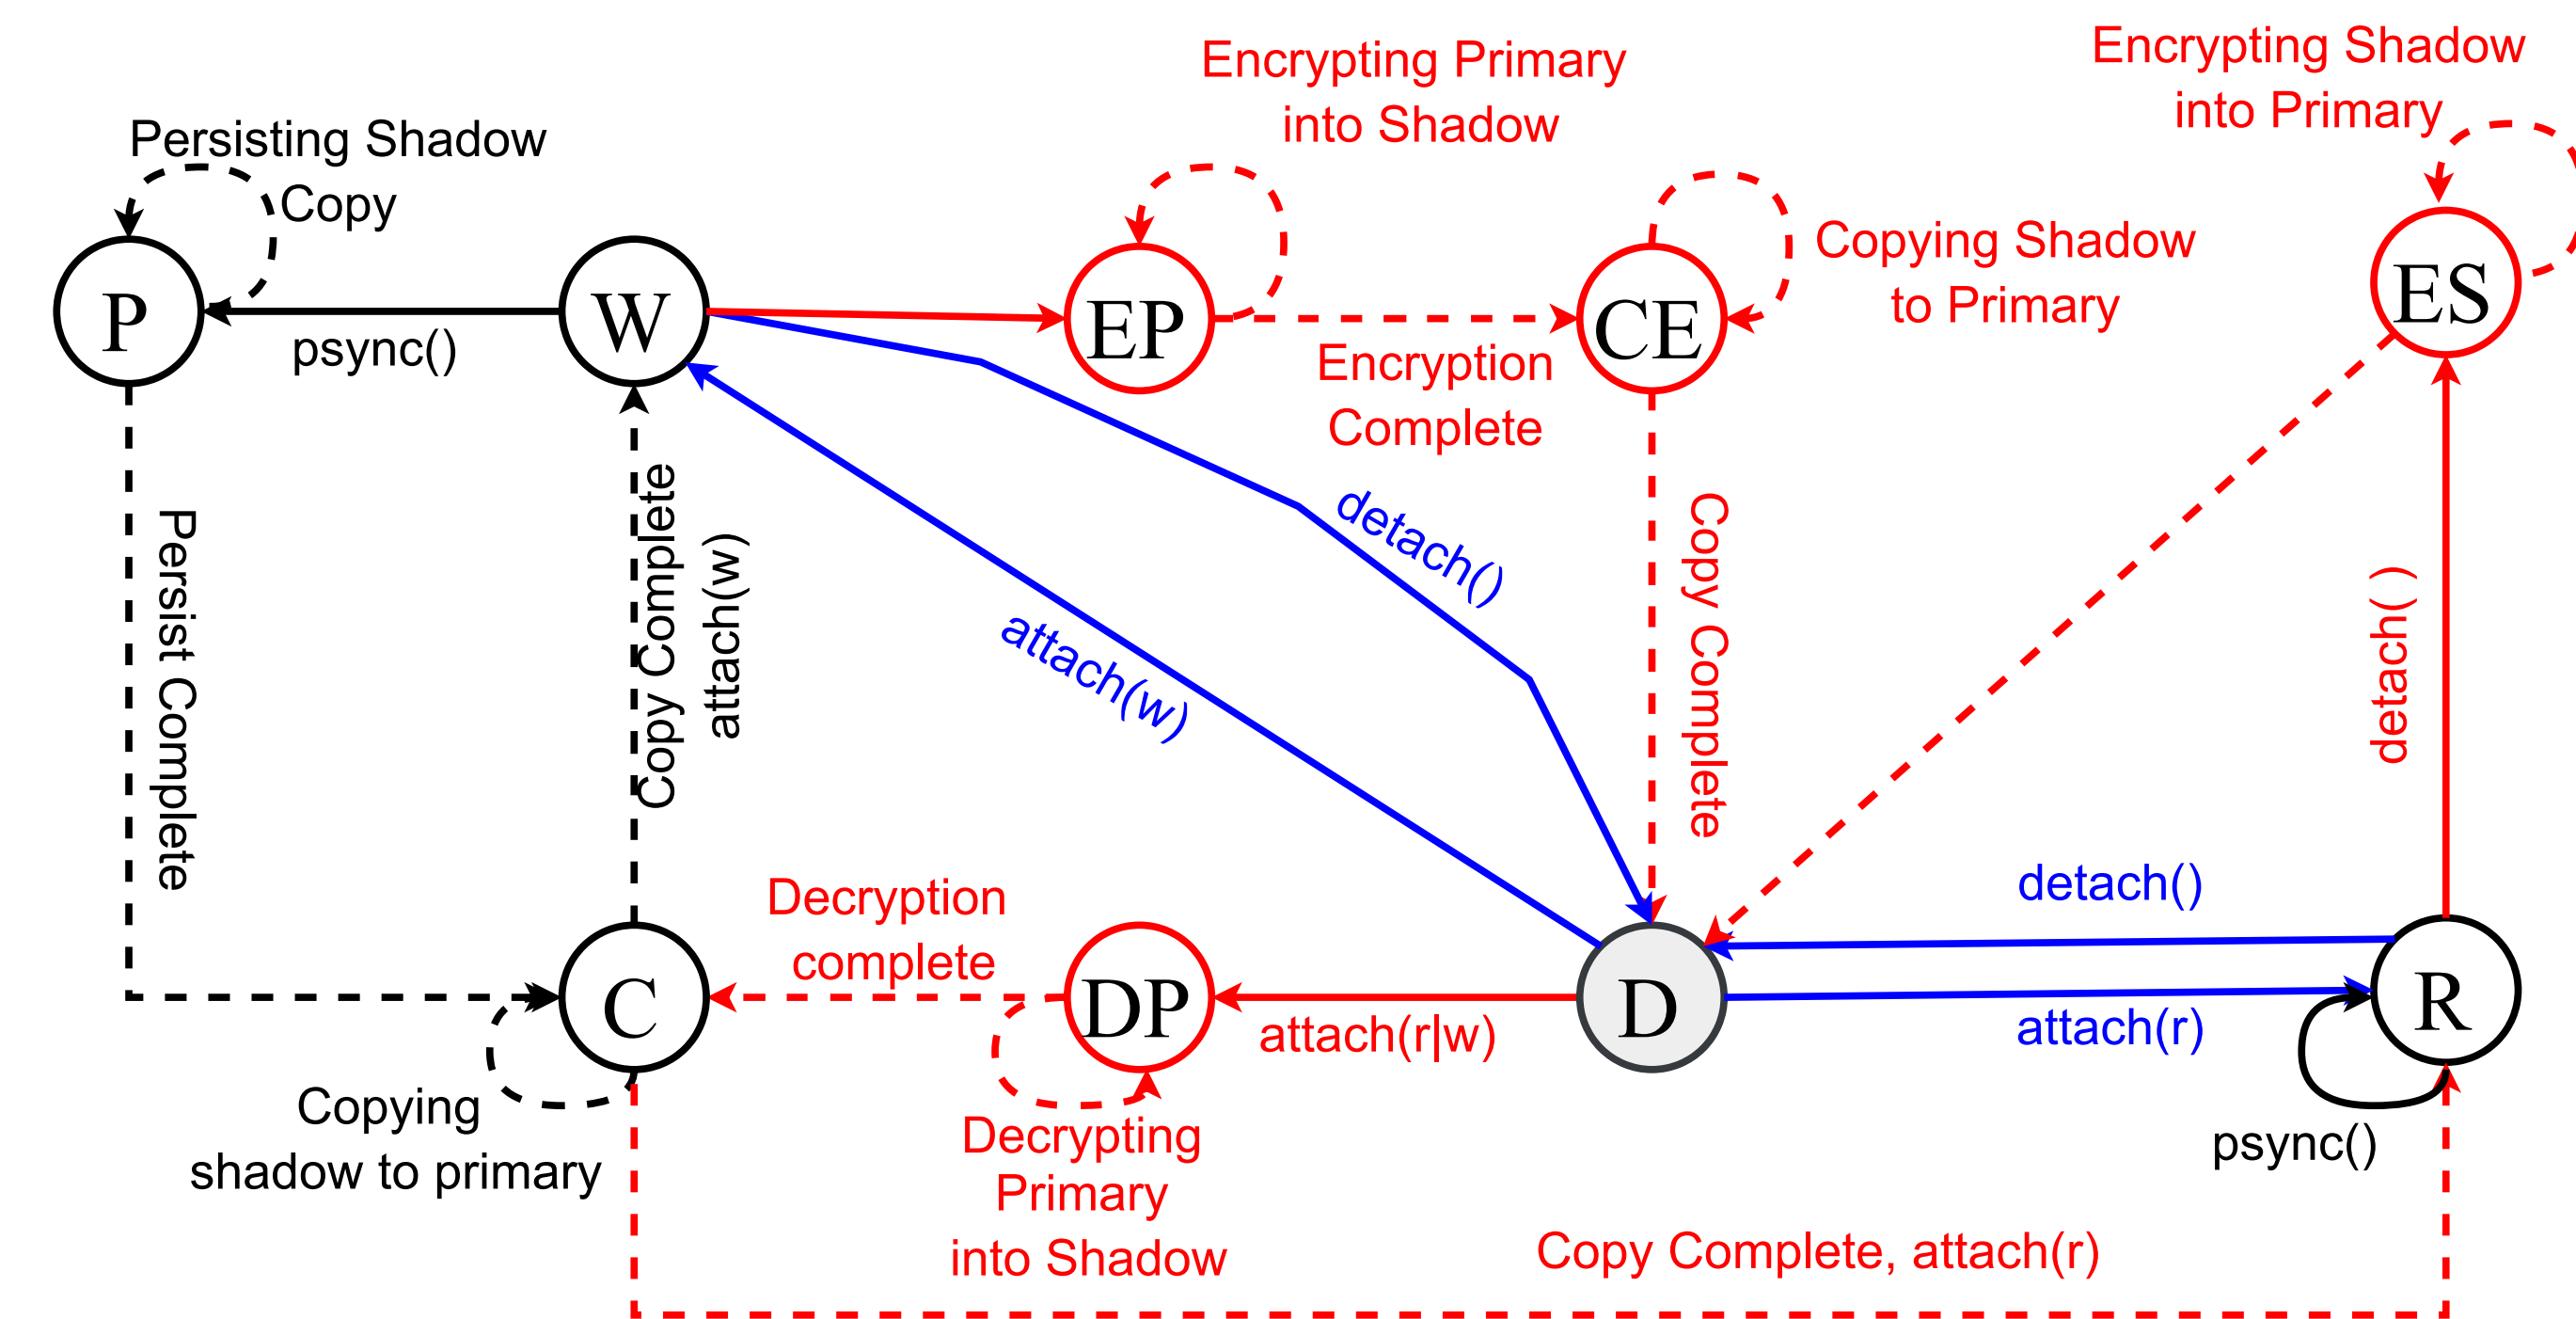 Encrypting Primary
into Shadow
Encrypting Shadow
into Primary
Persisting Shadow
Copy
Copying Shadow
to Primary
P
W
EP
CE
ES
psync()
Encryption
Complete
Persist Complete
Copy Complete
attach(w)
detach()
attach(w)
Copy Complete
detach()
Decryption
complete
detach()
C
DP
D
R
attach(r|w)
attach(r)
Copying
shadow to primary
Decrypting
Primary
into Shadow
psync()
Copy Complete, attach(r)